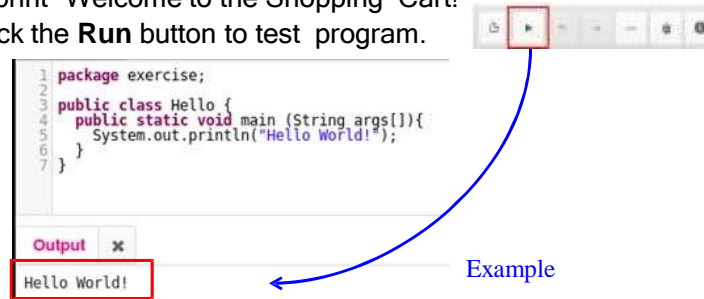 print "Welcome to the Shopping Cart!"
ck the Run button to test program.
1 package exercise;
2
3 public class Hello {
4 public static void main (String args[]){
5 System.out.println("Hello World!");
6 }
7 }
Output ×
Hello World!
Example